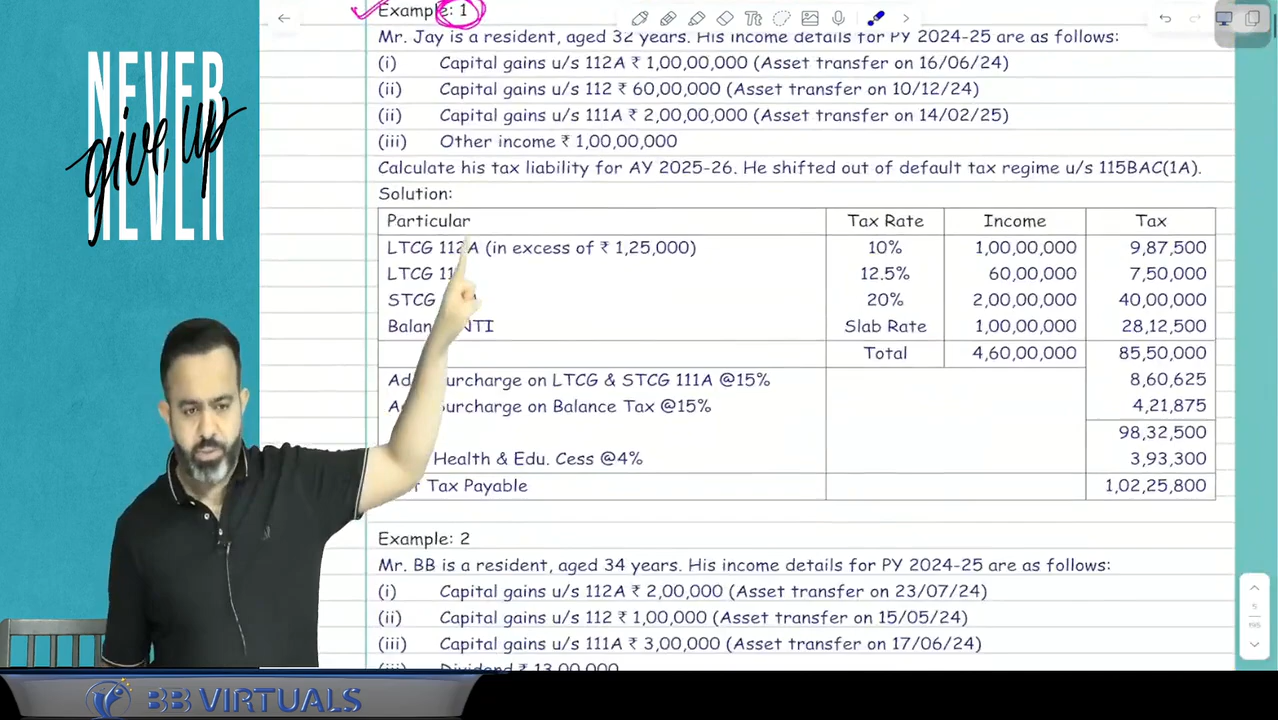 NEVER
give up
NEVER
Example: 1
Mr. Jay is a resident, aged 32 years. His income details for PY 2024-25 are as follows:
(i) Capital gains u/s 112A ₹ 1,00,00,000 (Asset transfer on 16/06/24)
(ii) Capital gains u/s 112 ₹ 60,00,000 (Asset transfer on 10/12/24)
(ii) Capital gains u/s 111A ₹ 2,00,00,000 (Asset transfer on 14/02/25)
(iii) Other income ₹ 1,00,00,000
Calculate his tax liability for AY 2025-26. He shifted out of default tax regime u/s 115BAC(1A).
Solution:
Particular Tax Rate Income Tax
LTCG 112A (in excess of ₹ 1,25,000) 10% 1,00,00,000 9,87,500
LTCG 12.5% 60,00,000 7,50,000
STCG 20% 2,00,00,000 40,00,000
NTI Slab Rate 1,00,00,000 28,12,500
Total 4,60,00,000 85,50,000
on LTCG & STCG 111A @15% 8,60,625
on Balance Tax @15% 4,21,875
98,32,500
Health & Edu. Cess @4% 3,93,300
Tax Payable 1,02,25,800
Example: 2
Mr. BB is a resident, aged 34 years. His income details for PY 2024-25 are as follows:
(i) Capital gains u/s 112A ₹ 2,00,000 (Asset transfer on 23/07/24)
(ii) Capital gains u/s 112 ₹ 1,00,000 (Asset transfer on 15/05/24)
(iii) Capital gains u/s 111A ₹ 3,00,000 (Asset transfer on 17/06/24)
(iii) Dividend ₹ 13,00,000
5
195
BB VIRTUALS